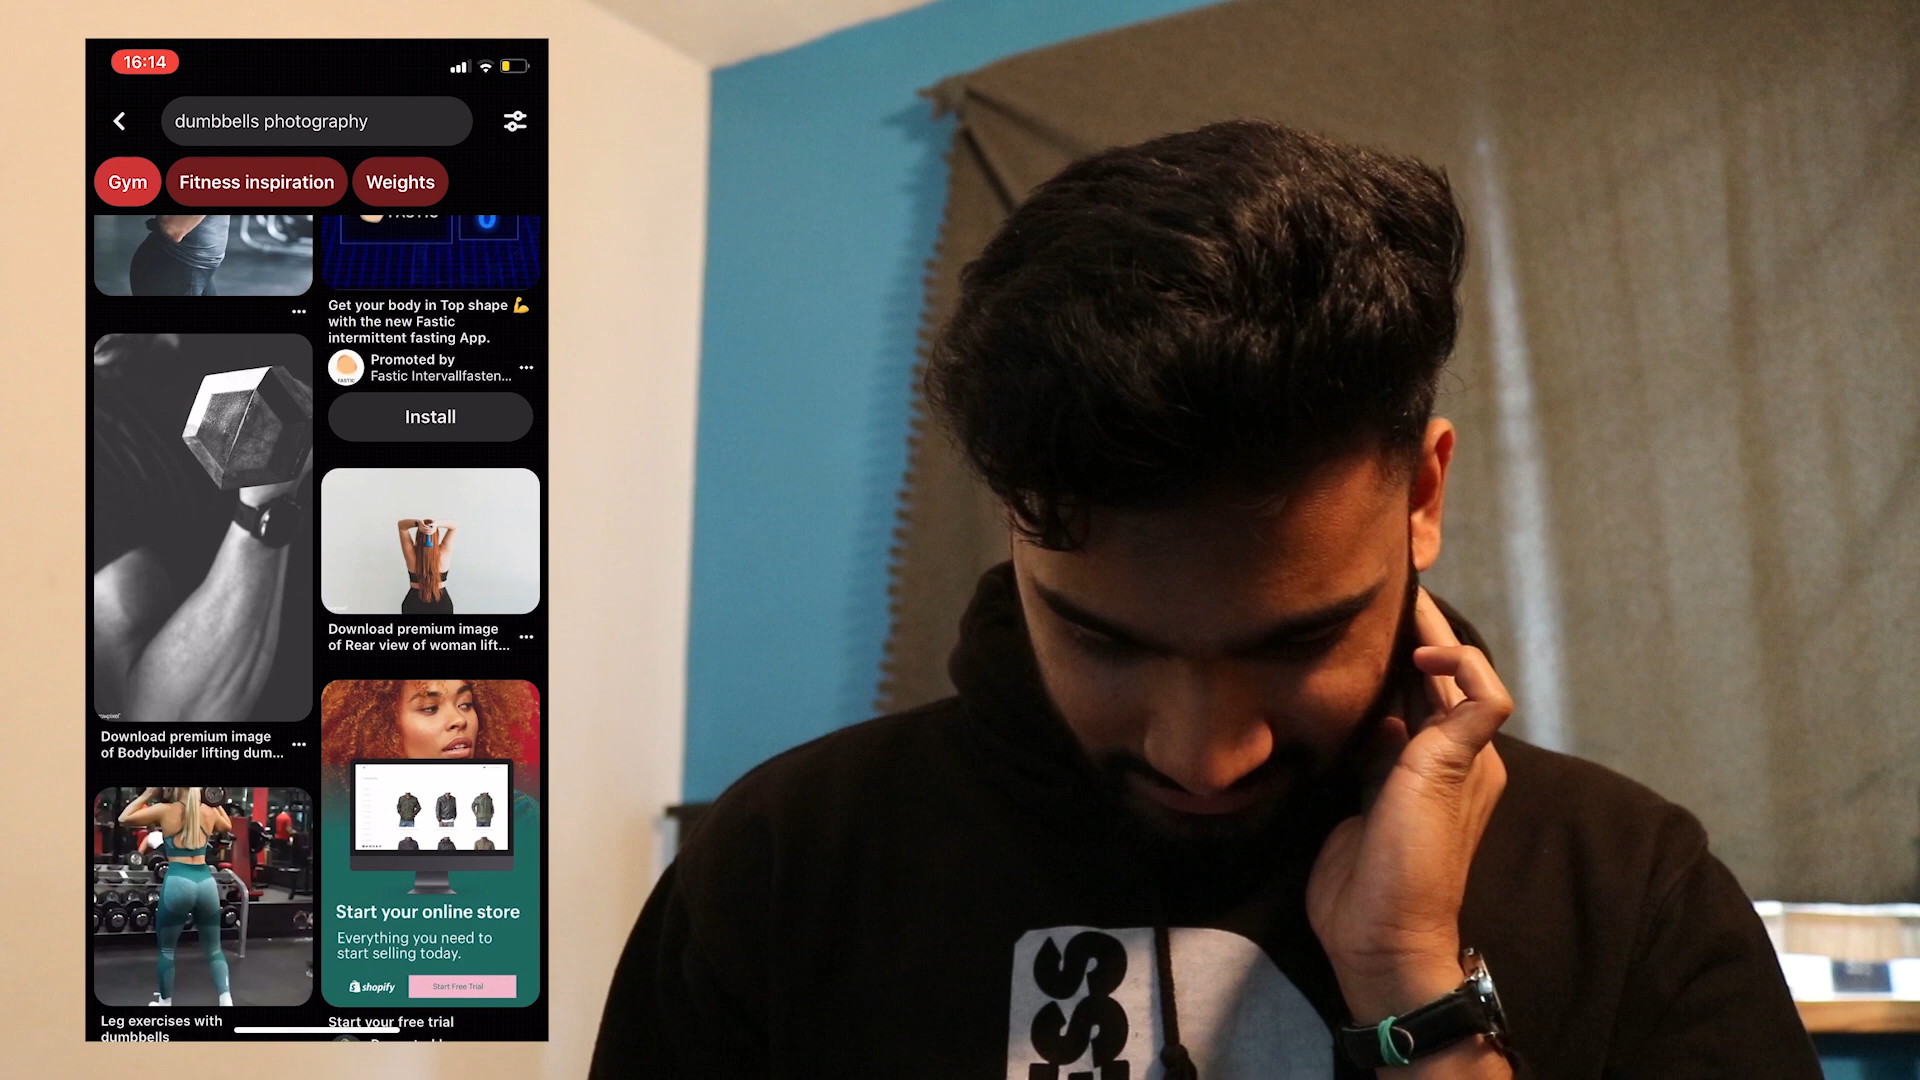 16:14
dumbbells photography
Gym
Fitness inspiration
Weights
Get your body in Top shape 💪
with the new Fastic
intermittent fasting App.
Promoted by
Fastic Intervallfasten...
Install
Download premium image
of Rear view of woman lift...
rawpixel
Download premium image
of Bodybuilder lifting dum...
Start your online store
Everything you need to
start selling today.
shopify
Start Free Trial
Leg exercises with
dumbbells
Start your free trial